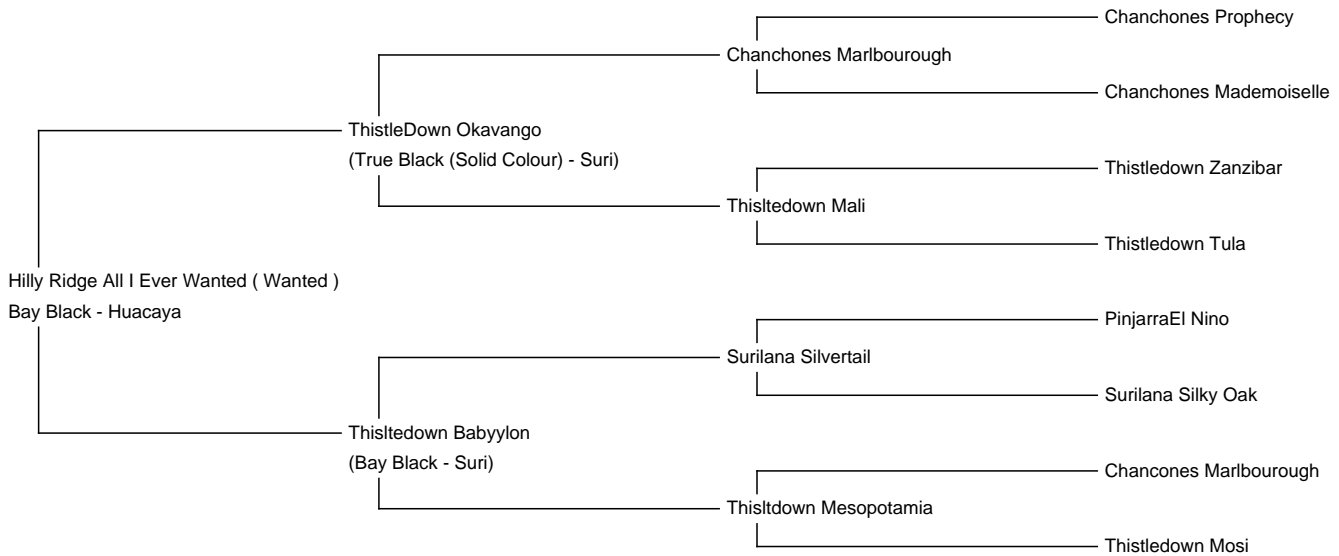 Chanchones Prophecy
Chanchones Marlbourough
Chanchones Mademoiselle
ThistleDown Okavango
(True Black (Solid Colour) - Suri)
Thistledown Zanzibar
Thisltedown Mali
Thistledown Tula
Hilly Ridge All I Ever Wanted ( Wanted )
Bay Black - Huacaya
PinjarraEl Nino
Surilana Silvertail
Surilana Silky Oak
Thisltedown Babyylon
(Bay Black - Suri)
Chancones Marlbourough
Thisltdown Mesopotamia
Thistledown Mosi